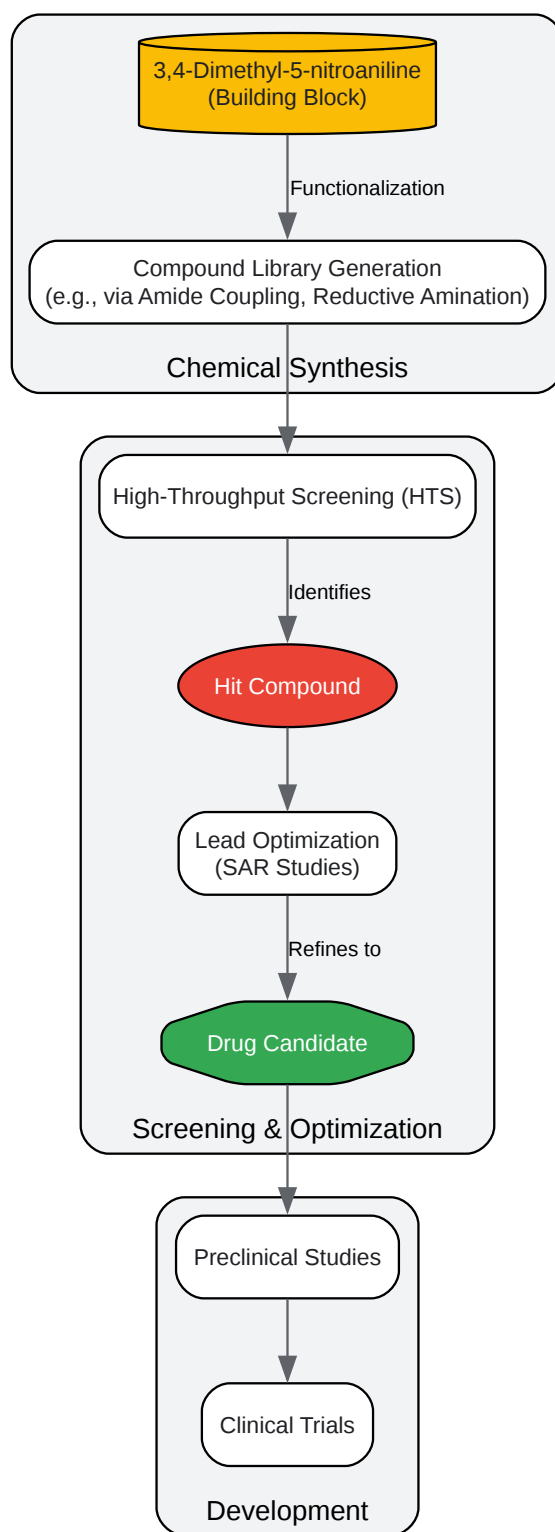 3,4-Dimethyl-5-nitroaniline
(Building Block)
Functionalization
Compound Library Generation
(e.g., via Amide Coupling, Reductive Amination)
Chemical Synthesis
High-Throughput Screening (HTS)
Identifies
Hit Compound
Lead Optimization
(SAR Studies)
Refines to
Drug Candidate
Screening & Optimization
Preclinical Studies
Clinical Trials
Development